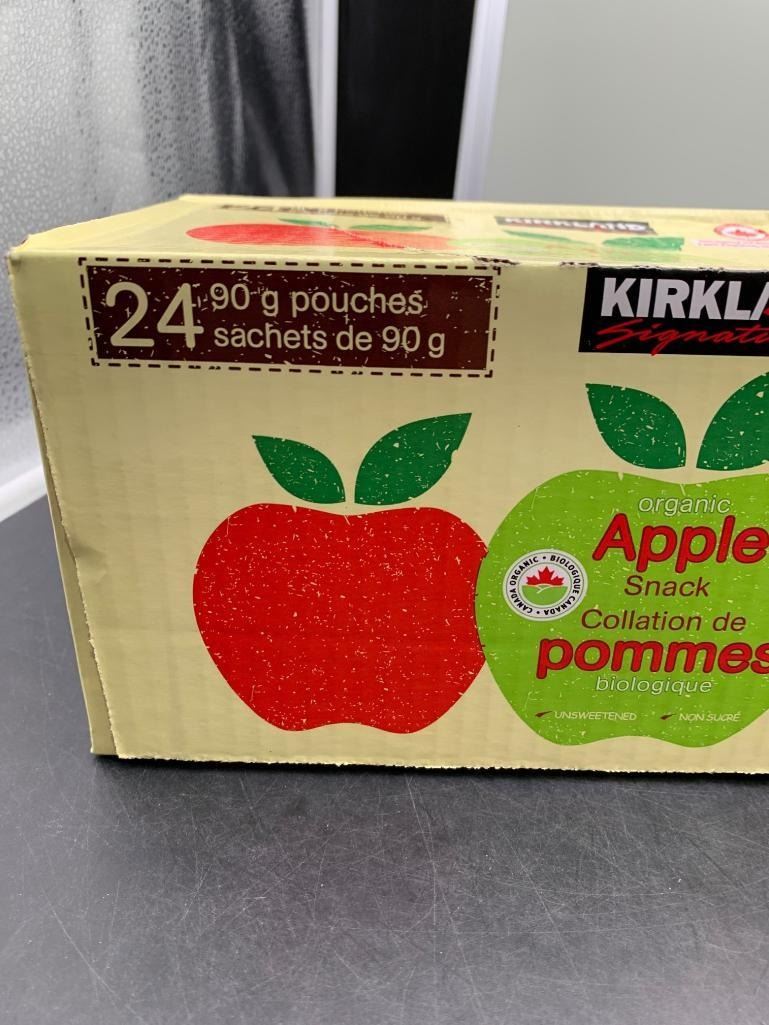 KIRKLAND
24 90 g pouches
sachets de 90 g
KIRKLA
Signatu
organic
Apple
Snack
Collation de
pommes
biologique
CANADA ORGANIC • BIOLOGIQUE CANADA •
UNSWEETENED NON SUCRÉ